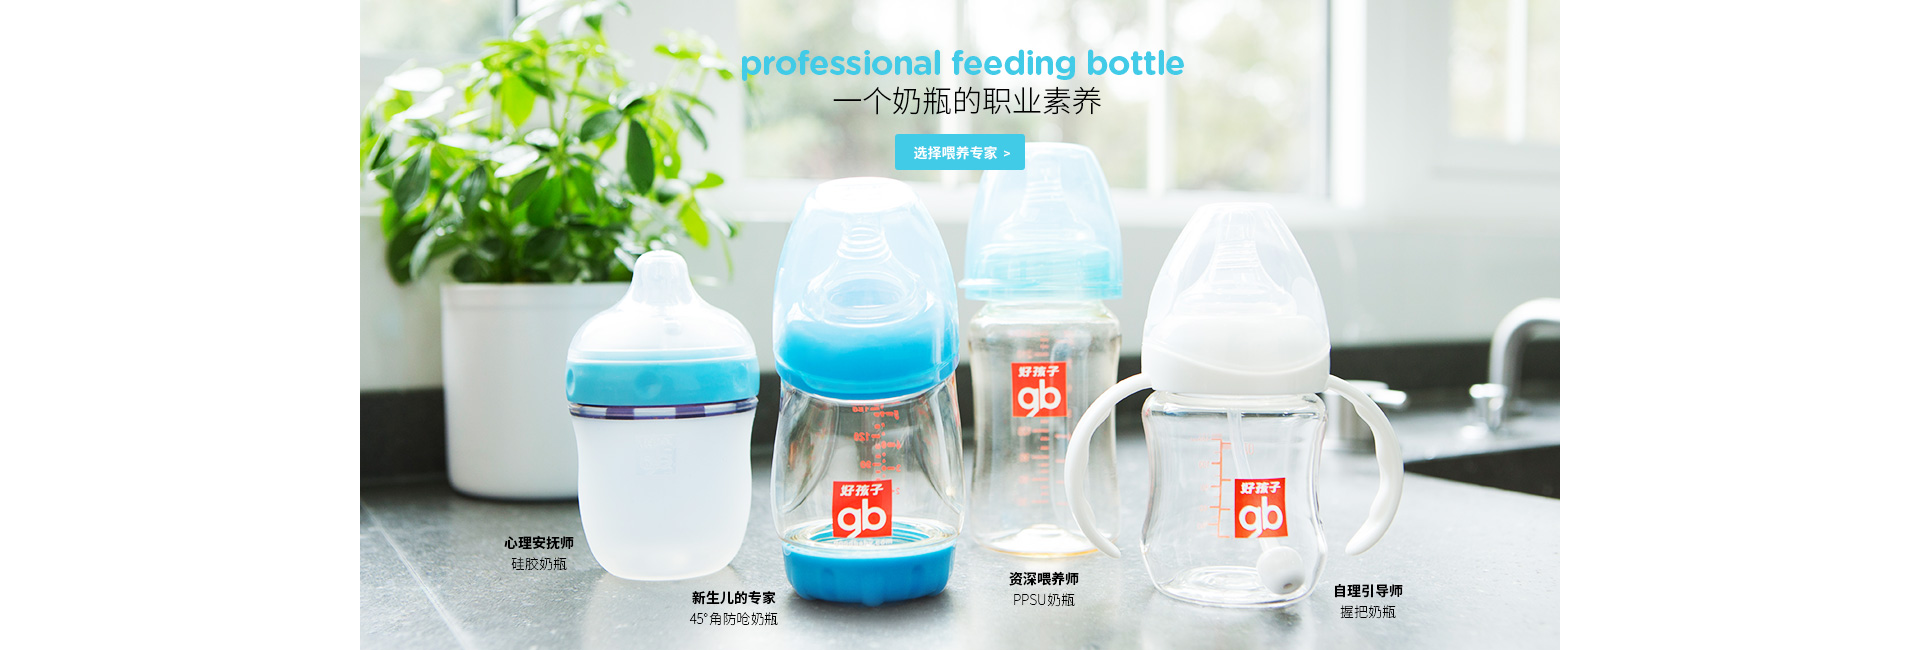 professional feeding bottle
一个奶瓶的职业素养
选择喂养专家 >
好孩子
gb
好孩子
gb
好孩子
gb
心理安抚师
硅胶奶瓶
新生儿的专家
45°角防呛奶瓶
资深喂养师
PPSU奶瓶
自理引导师
握把奶瓶